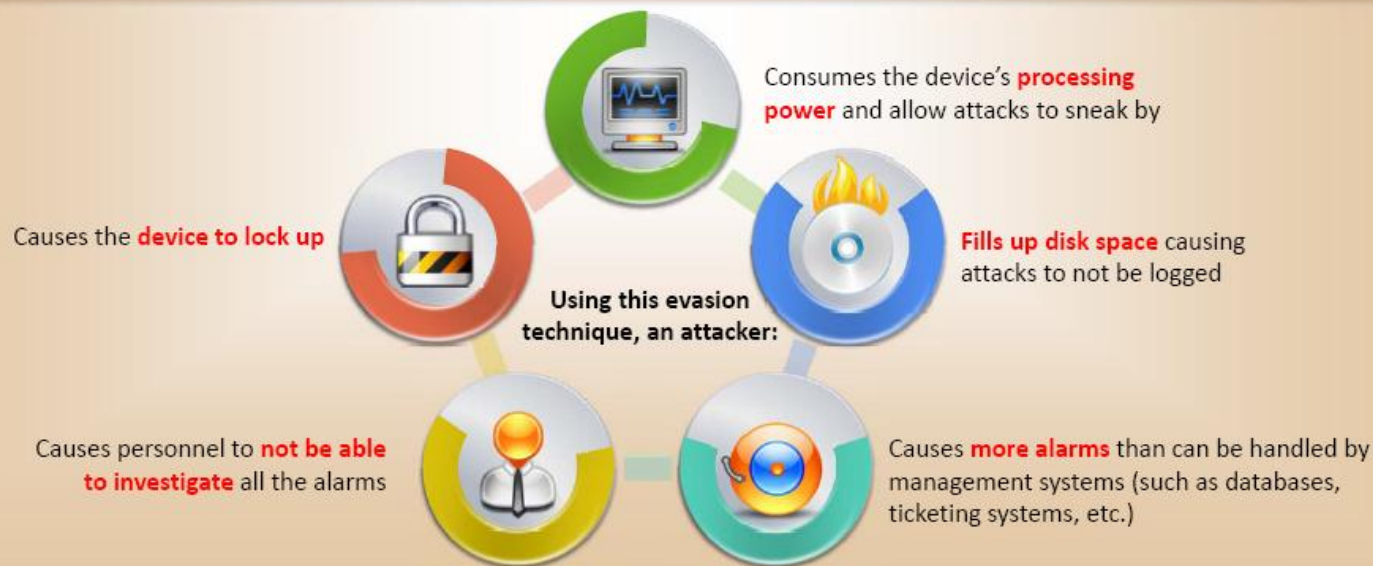 Consumes the device's processing
power and allow attacks to sneak by
Causes the device to lock up
Fills up disk space causing
attacks to not be logged
Using this evasion
technique, an attacker:
Causes personnel to not be able
to investigate all the alarms
Causes more alarms than can be handled by
management systems (such as databases,
ticketing systems, etc.)